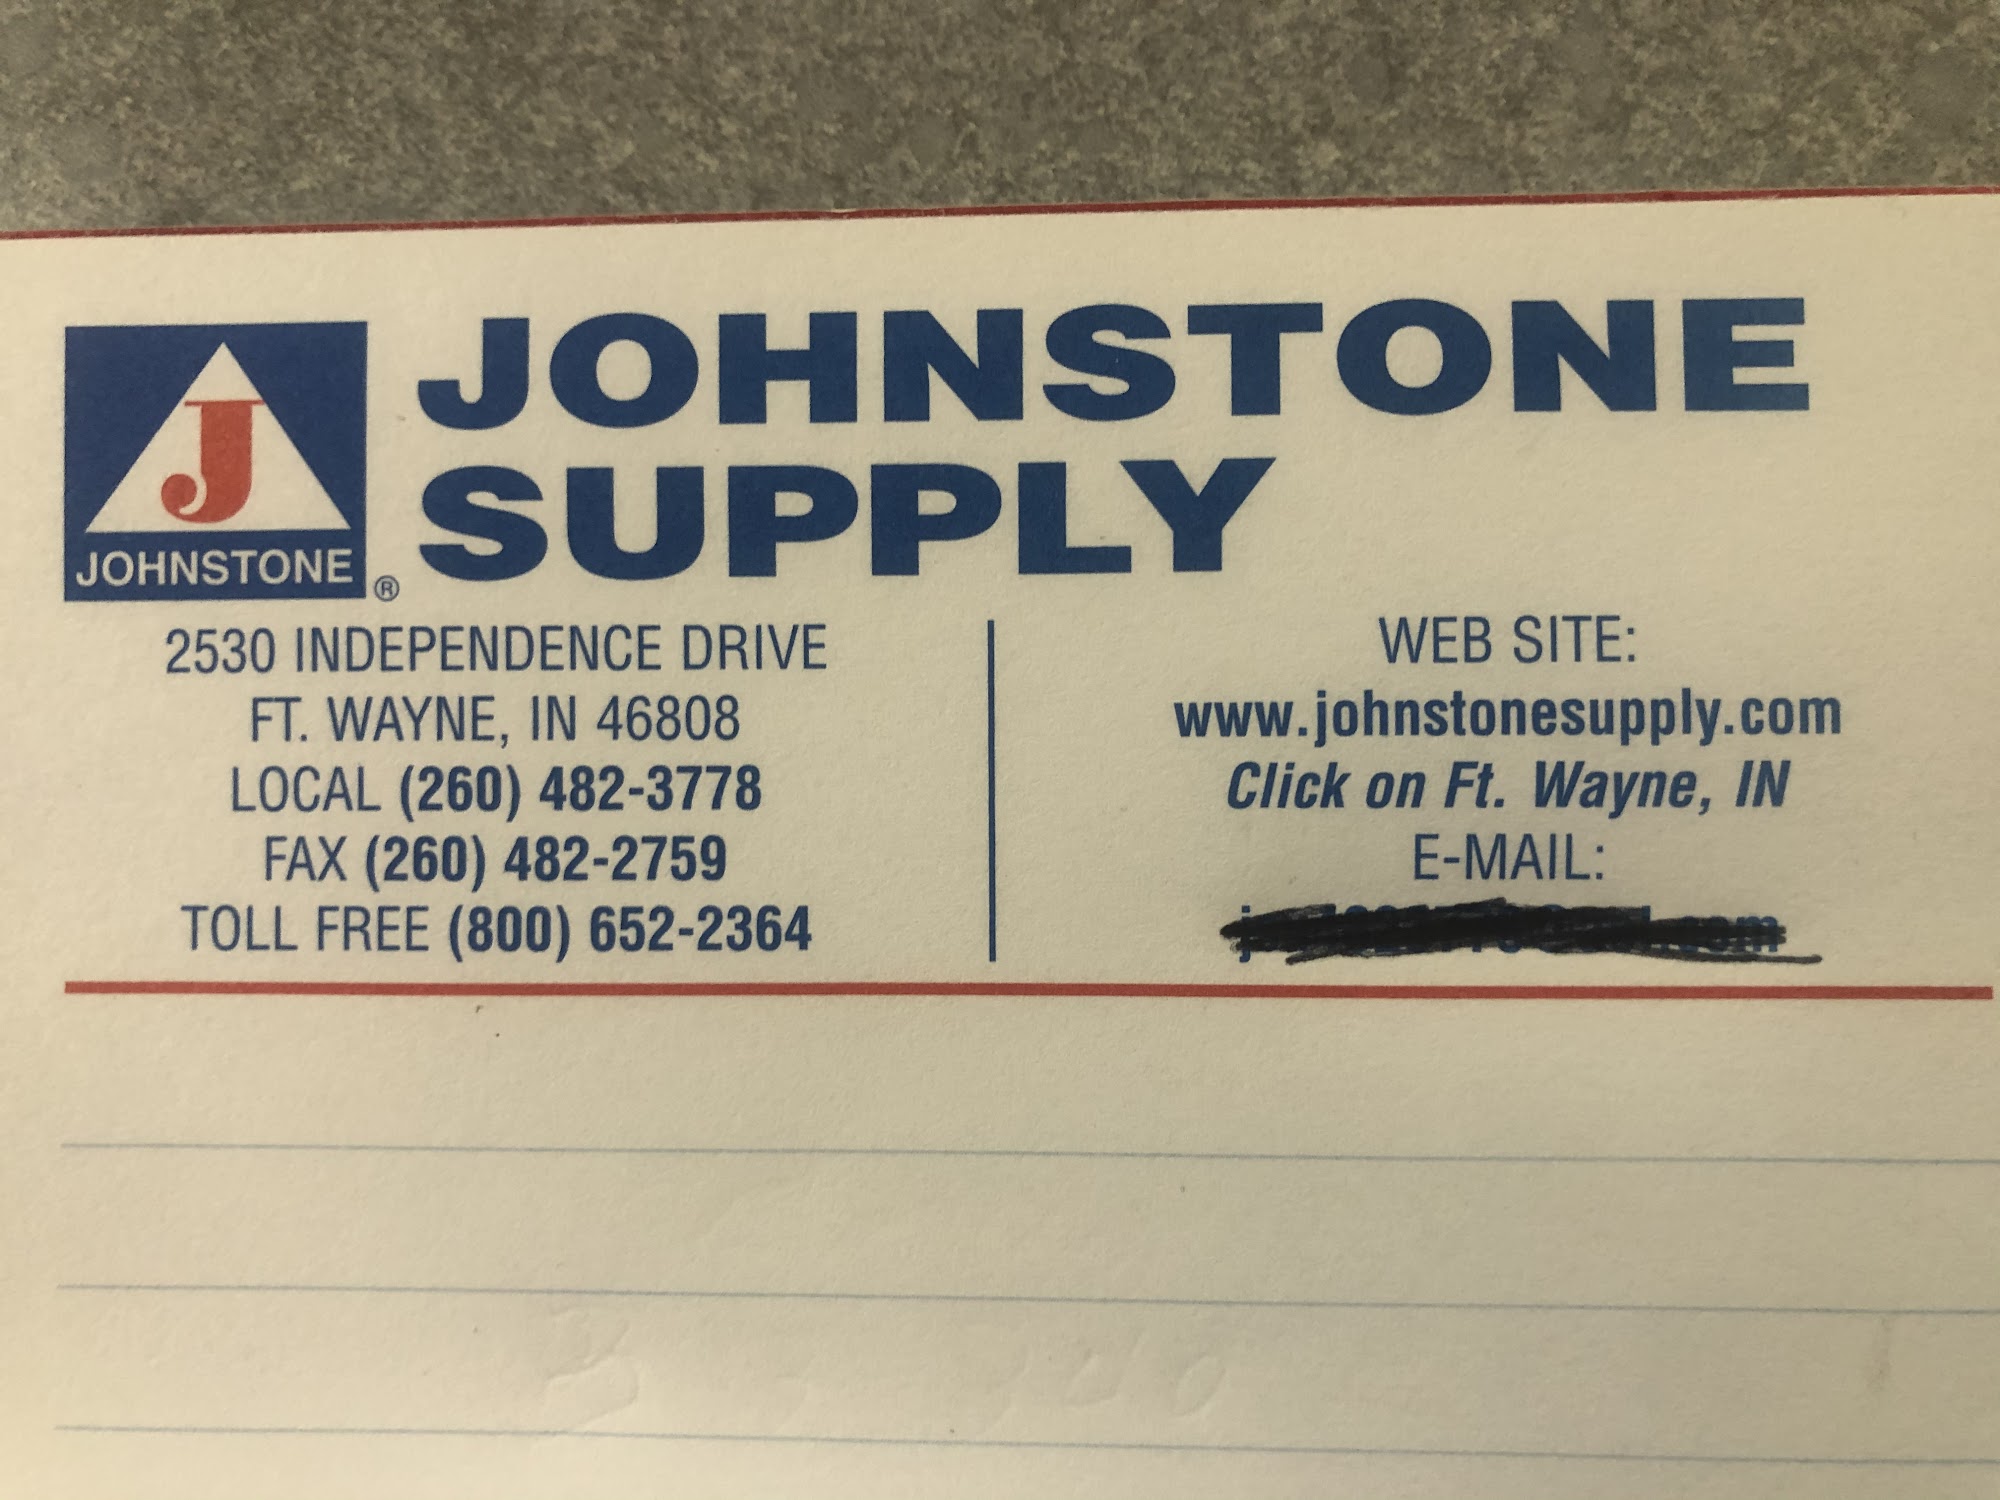 JOHNSTONE
SUPPLY
J
JOHNSTONE
®
2530 INDEPENDENCE DRIVE
FT. WAYNE, IN 46808
LOCAL (260) 482-3778
FAX (260) 482-2759
TOLL FREE (800) 652-2364
WEB SITE:
www.johnstonesupply.com
Click on Ft. Wayne, IN
E-MAIL: